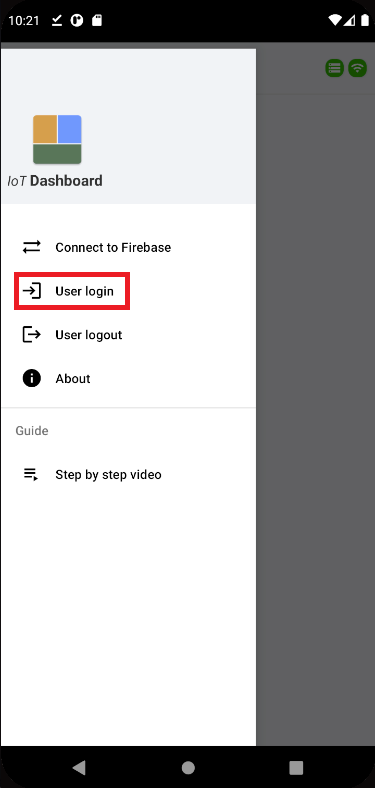 10:21
IoT Dashboard
Connect to Firebase
User login
User logout
About
Guide
Step by step video